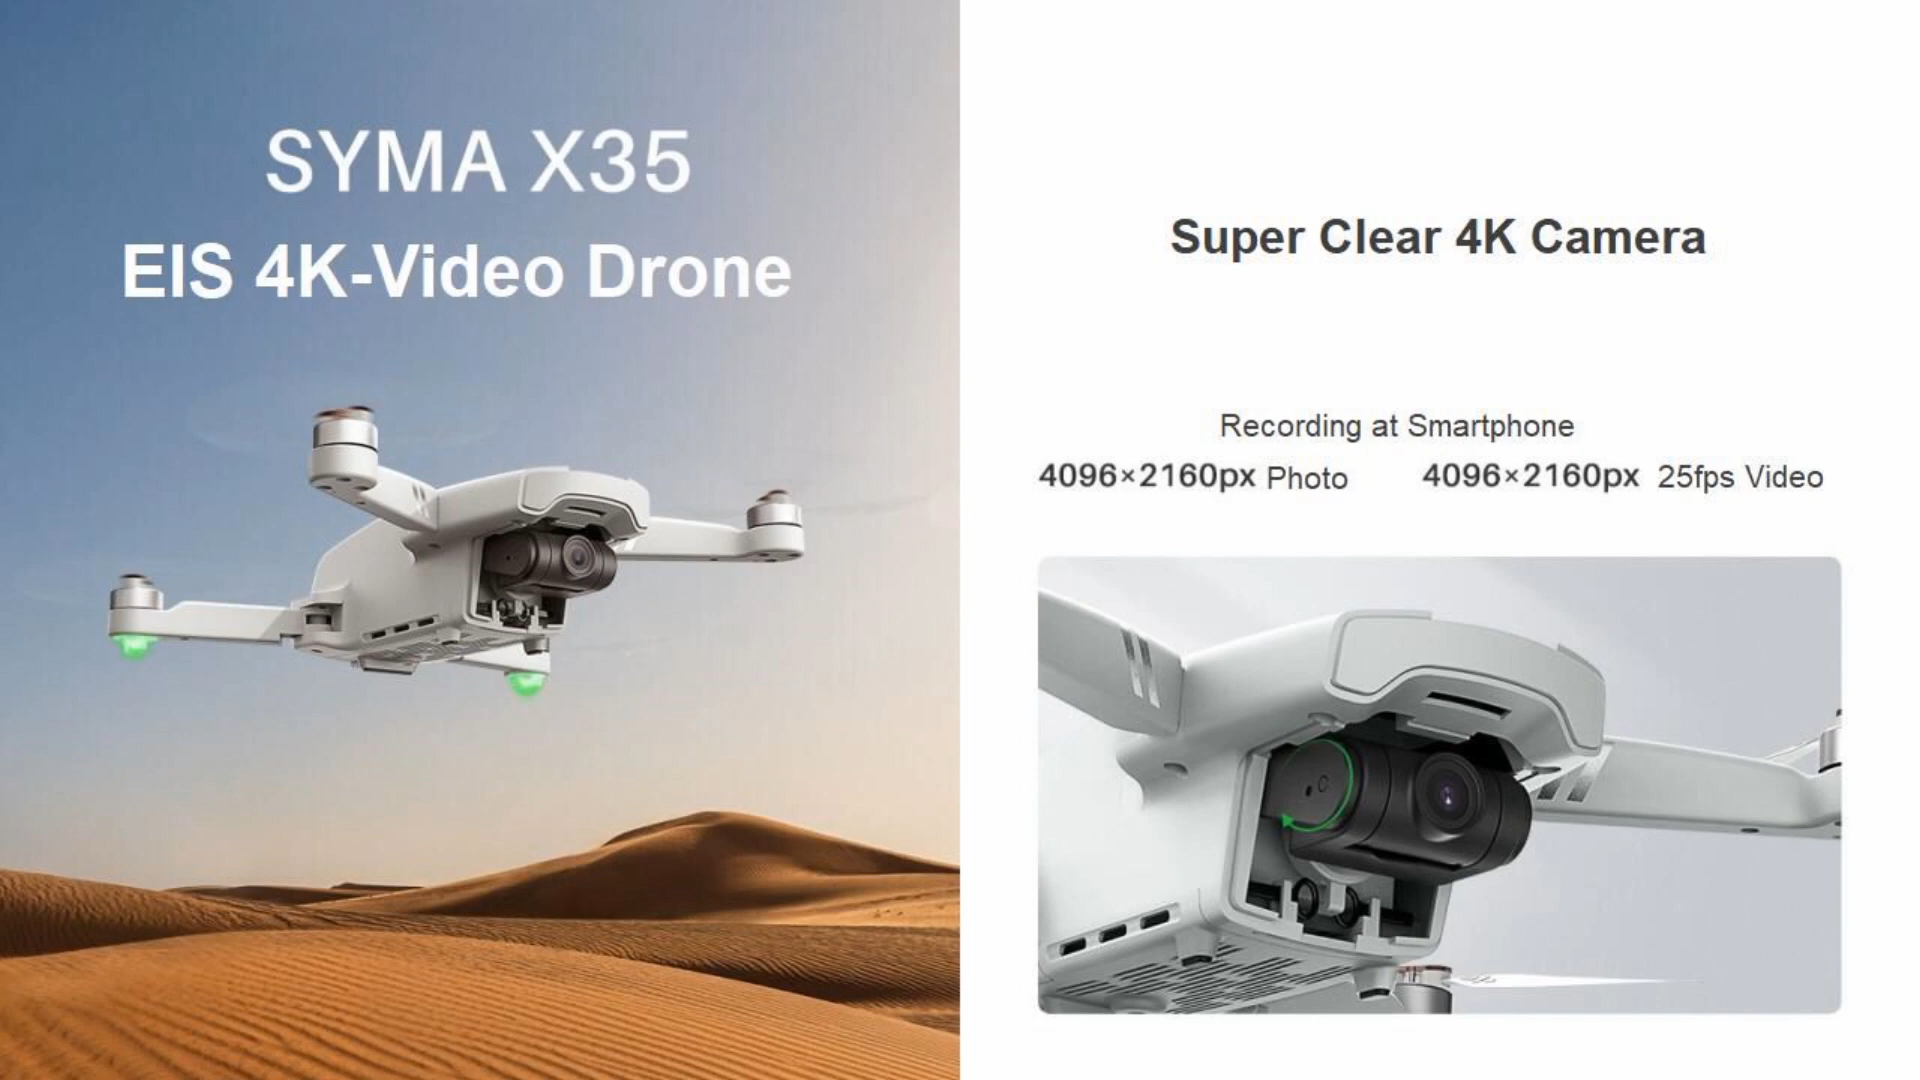 SYMA X35
EIS 4K-Video Drone
Super Clear 4K Camera
Recording at Smartphone
4096×2160px Photo 4096×2160px 25fps Video